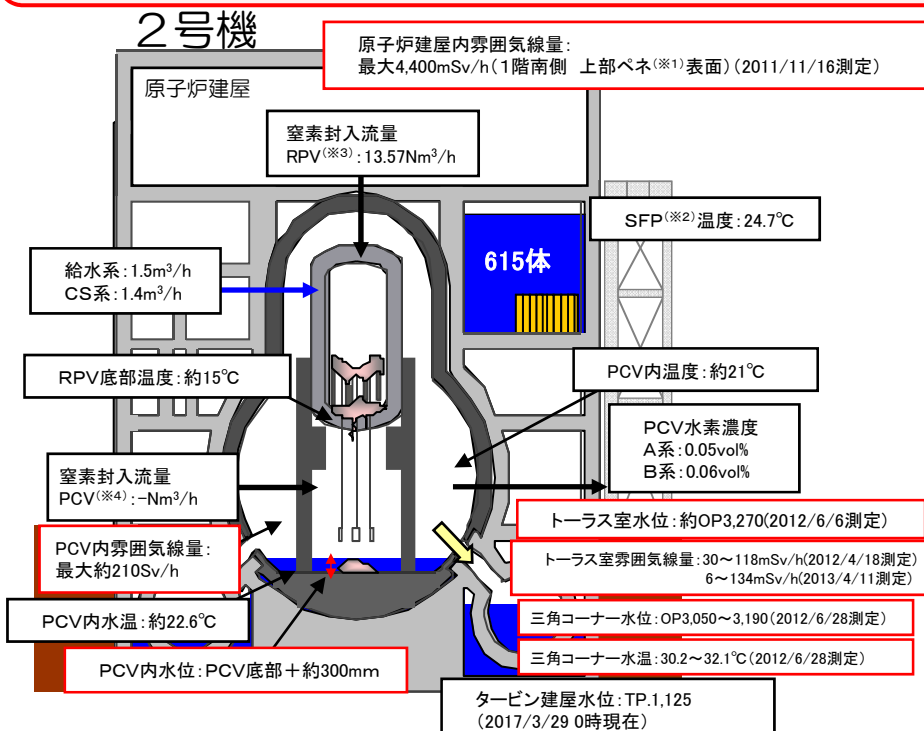 2号機
原子炉建屋内雰囲気線量:
最大4,400mSv/h(1階南側 上部ペネ(※1)表面)(2011/11/16測定)
原子炉建屋
窒素封入流量
RPV(※3):13.57Nm3/h
SFP(※2)温度:24.7℃
615体
給水系:1.5m3/h
CS系:1.4m3/h
RPV底部温度:約15℃
PCV内温度:約21℃
PCV水素濃度
A系:0.05vol%
B系:0.06vol%
窒素封入流量
PCV(※4):-Nm3/h
トーラス室水位:約OP3,270(2012/6/6測定)
PCV内雰囲気線量:
最大約210Sv/h
トーラス室雰囲気線量:30~118mSv/h(2012/4/18測定)
6~134mSv/h(2013/4/11測定)
PCV内水温:約22.6℃
三角コーナー水位:OP3,050~3,190(2012/6/28測定)
三角コーナー水温:30.2~32.1℃(2012/6/28測定)
PCV内水位:PCV底部+約300mm
タービン建屋水位:TP.1,125
(2017/3/29 0時現在)